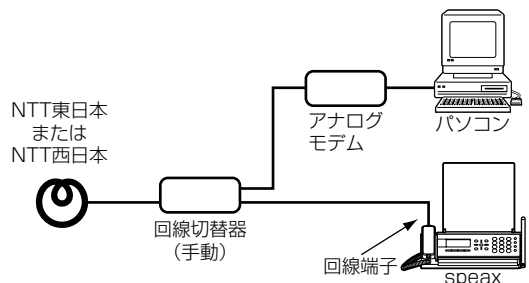 NTT東日本
または
NTT西日本
アナログ
モデム
パソコン
回線切替器
（手動）
回線端子
speax